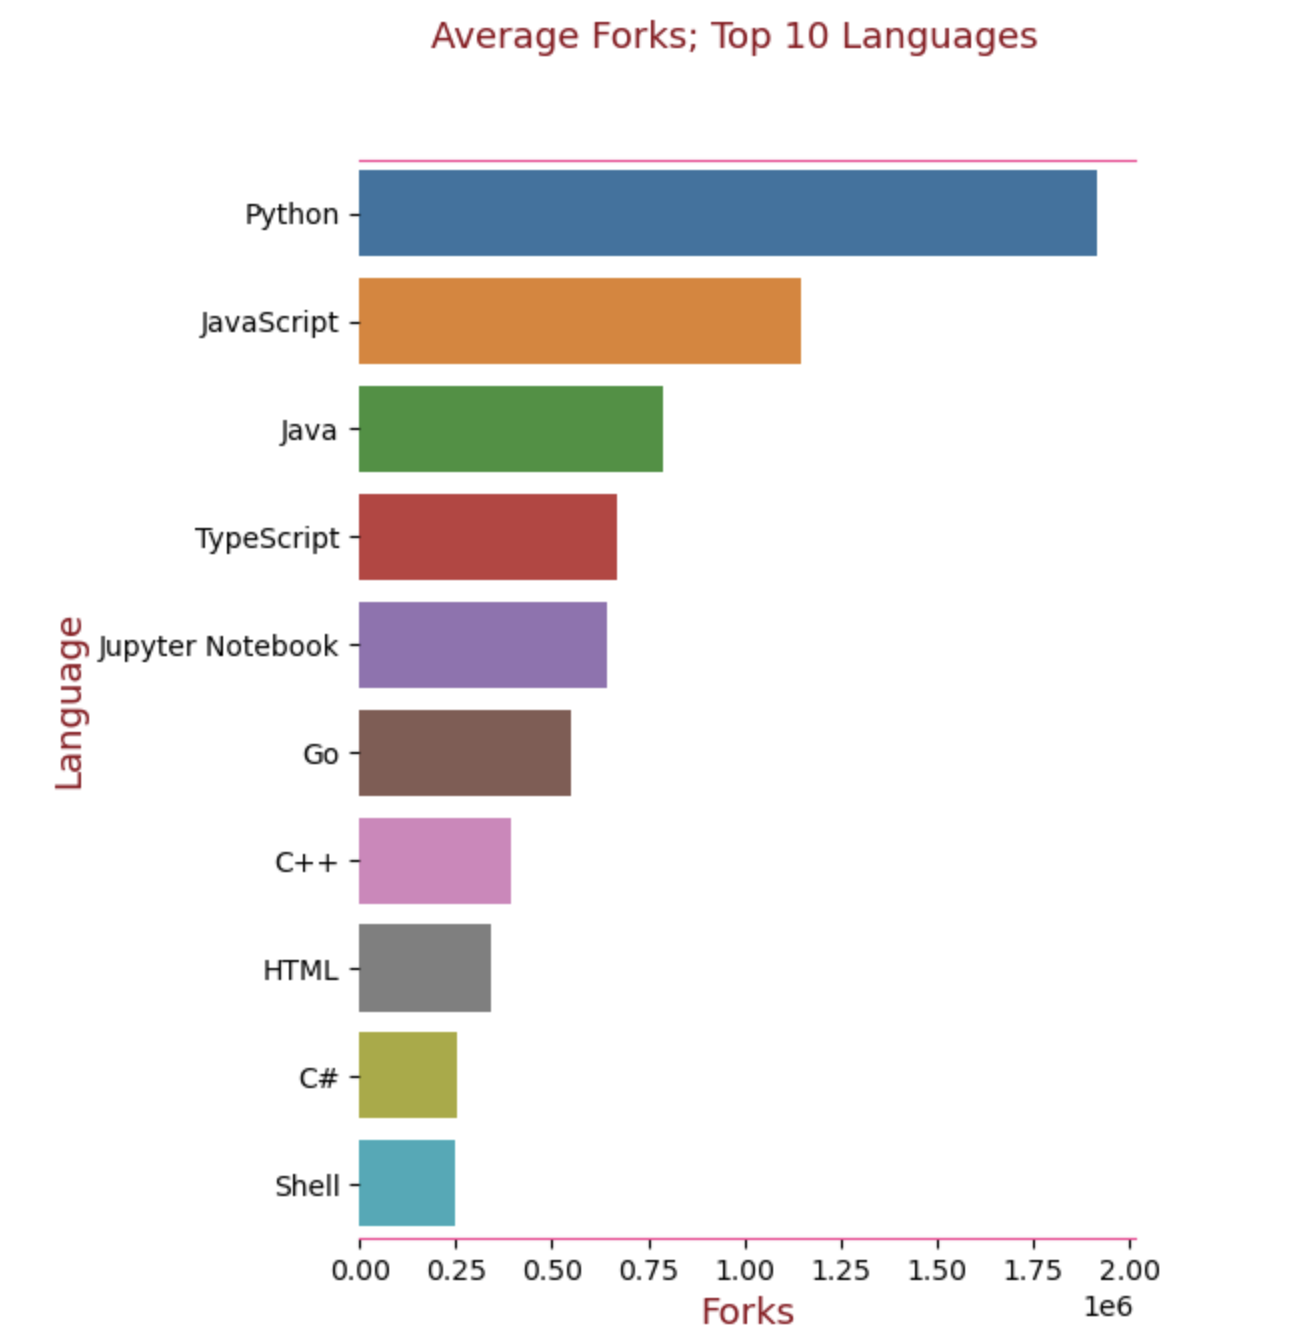 Average Forks; Top 10 Languages
Python
JavaScript
Java
TypeScript
Jupyter Notebook
Go
C++
HTML
C#
Shell
Language
0.00 0.25 0.50 0.75 1.00 1.25 1.50 1.75 2.00
1e6
Forks